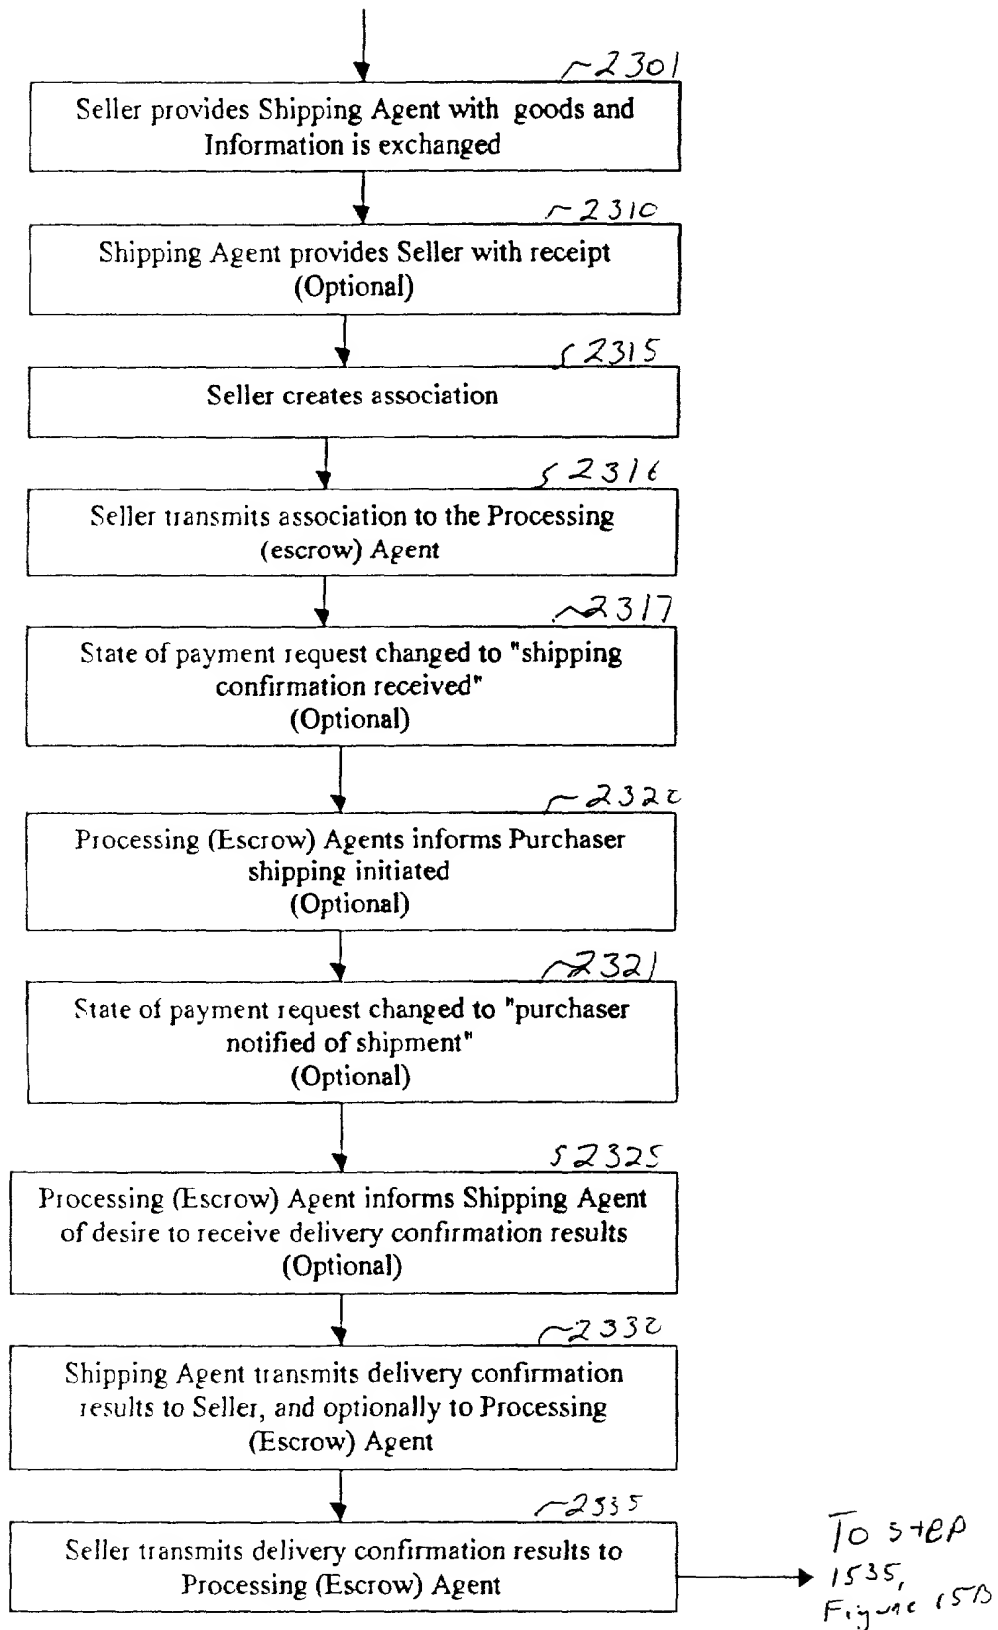 2301
Seller provides Shipping Agent with goods and
Information is exchanged
2310
Shipping Agent provides Seller with receipt
(Optional)
2315
Seller creates association
2316
Seller transmits association to the Processing
(escrow) Agent
2317
State of payment request changed to "shipping
confirmation received"
(Optional)
2320
Processing (Escrow) Agents informs Purchaser
shipping initiated
(Optional)
2321
State of payment request changed to "purchaser
notified of shipment"
(Optional)
2325
Processing (Escrow) Agent informs Shipping Agent
of desire to receive delivery confirmation results
(Optional)
2330
Shipping Agent transmits delivery confirmation
results to Seller, and optionally to Processing
(Escrow) Agent
2335
Seller transmits delivery confirmation results to
Processing (Escrow) Agent
To step
1535,
Figure 15B